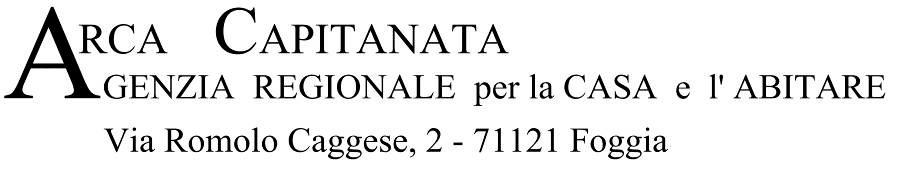 ARCA CAPITANATA
AGENZIA REGIONALE per la CASA e l' ABITARE
Via Romolo Caggese, 2 - 71121 Foggia